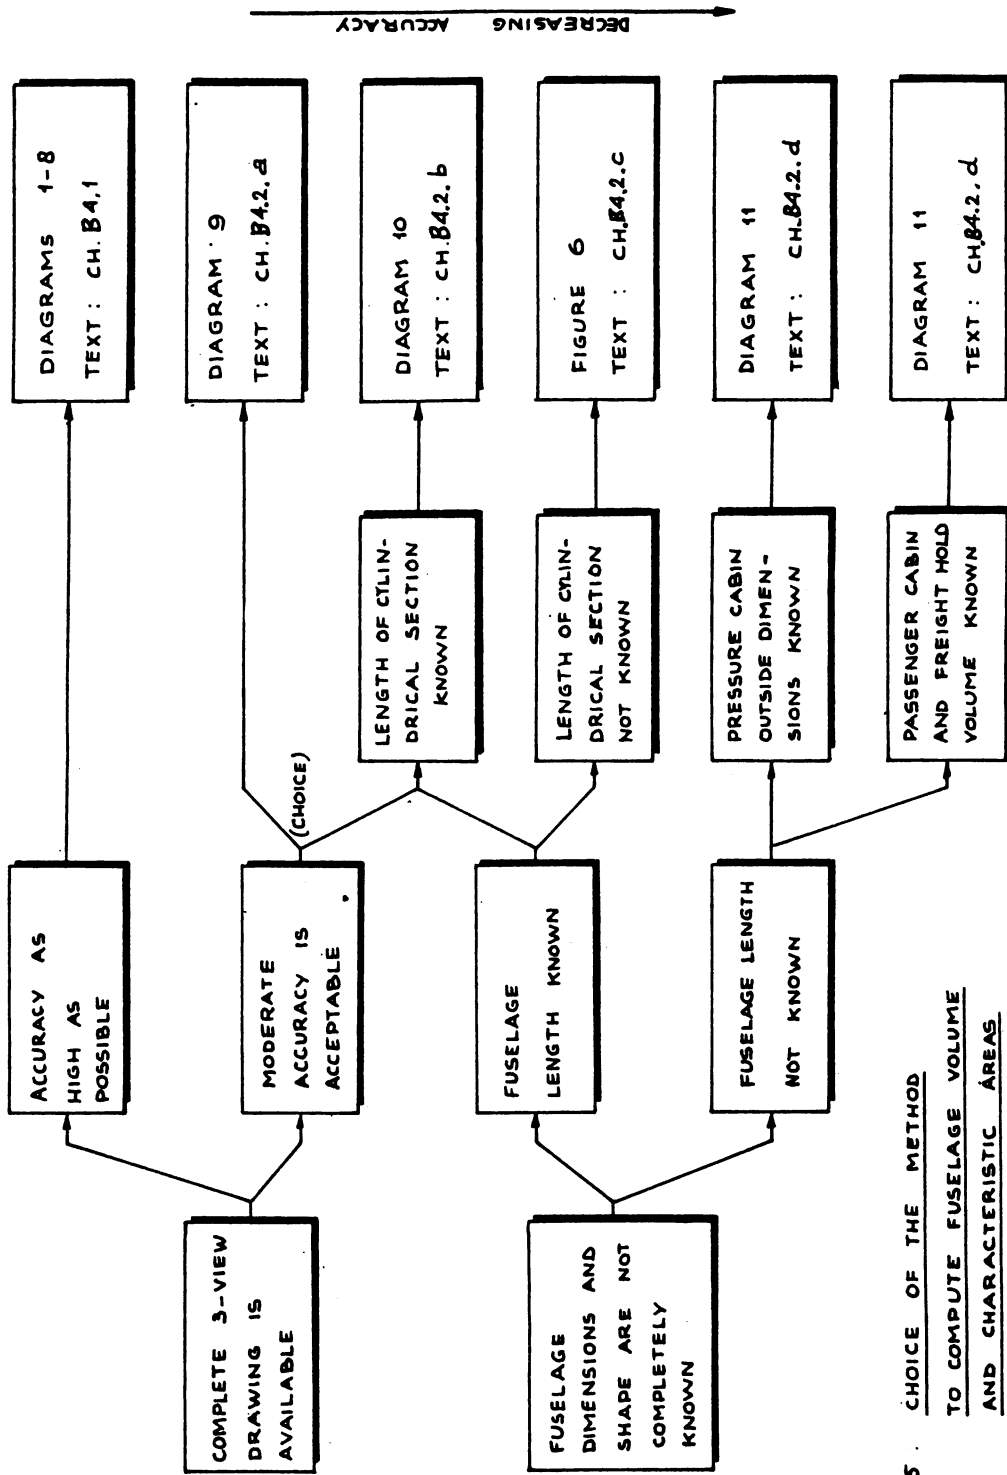 COMPLETE 3-VIEW
DRAWING IS
AVAILABLE
FUSELAGE
DIMENSIONS AND
SHAPE ARE NOT
COMPLETELY
KNOWN
ACCURACY AS
HIGH AS
POSSIBLE
MODERATE
ACCURACY IS
ACCEPTABLE
FUSELAGE
LENGTH KNOWN
FUSELAGE LENGTH
NOT KNOWN
(CHOICE)
LENGTH OF CYLIN-
DRICAL SECTION
KNOWN
LENGTH OF CYLIN-
DRICAL SECTION
NOT KNOWN
PRESSURE CABIN
OUTSIDE DIMEN-
SIONS KNOWN
PASSENGER CABIN
AND FREIGHT HOLD
VOLUME KNOWN
DIAGRAMS 1-8
TEXT : CH. B4.1
DIAGRAM 9
TEXT : CH. B4.2.a
DIAGRAM 10
TEXT : CH. B4.2.b
FIGURE 6
TEXT : CH. B4.2.c
DIAGRAM 11
TEXT : CH. B4.2.d
DIAGRAM 11
TEXT : CH. B4.2.d
DECREASING ACCURACY
5. CHOICE OF THE METHOD
TO COMPUTE FUSELAGE VOLUME
AND CHARACTERISTIC AREAS